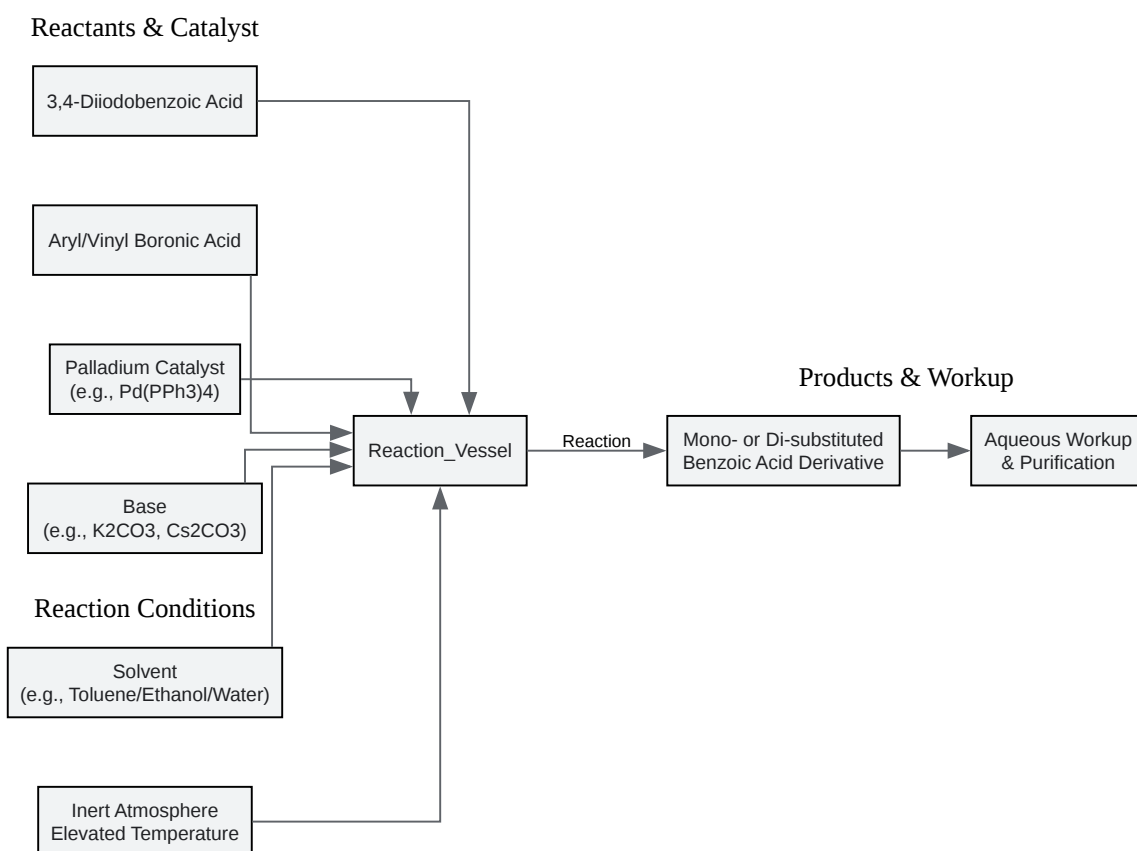 Reactants & Catalyst
3,4-Diiodobenzoic Acid
Aryl/Vinyl Boronic Acid
Palladium Catalyst
(e.g., Pd(PPh3)4)
Base
(e.g., K2CO3, Cs2CO3)
Reaction Conditions
Solvent
(e.g., Toluene/Ethanol/Water)
Inert Atmosphere
Elevated Temperature
Reaction_Vessel
Reaction
Products & Workup
Mono- or Di-substituted
Benzoic Acid Derivative
Aqueous Workup
& Purification